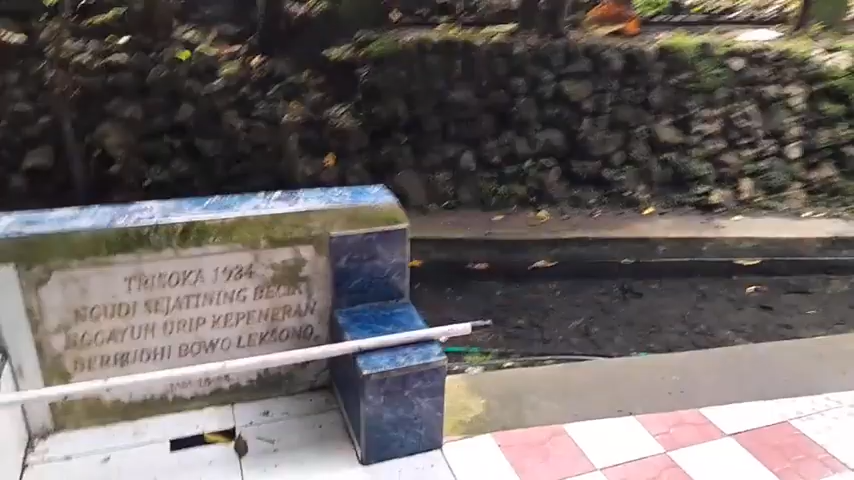 TRISOKA 1934
NGUDI SEJATINING BECIK
NGGAYUH URIP KEPENERAN
BERBUDHI BOWO LEKSONO